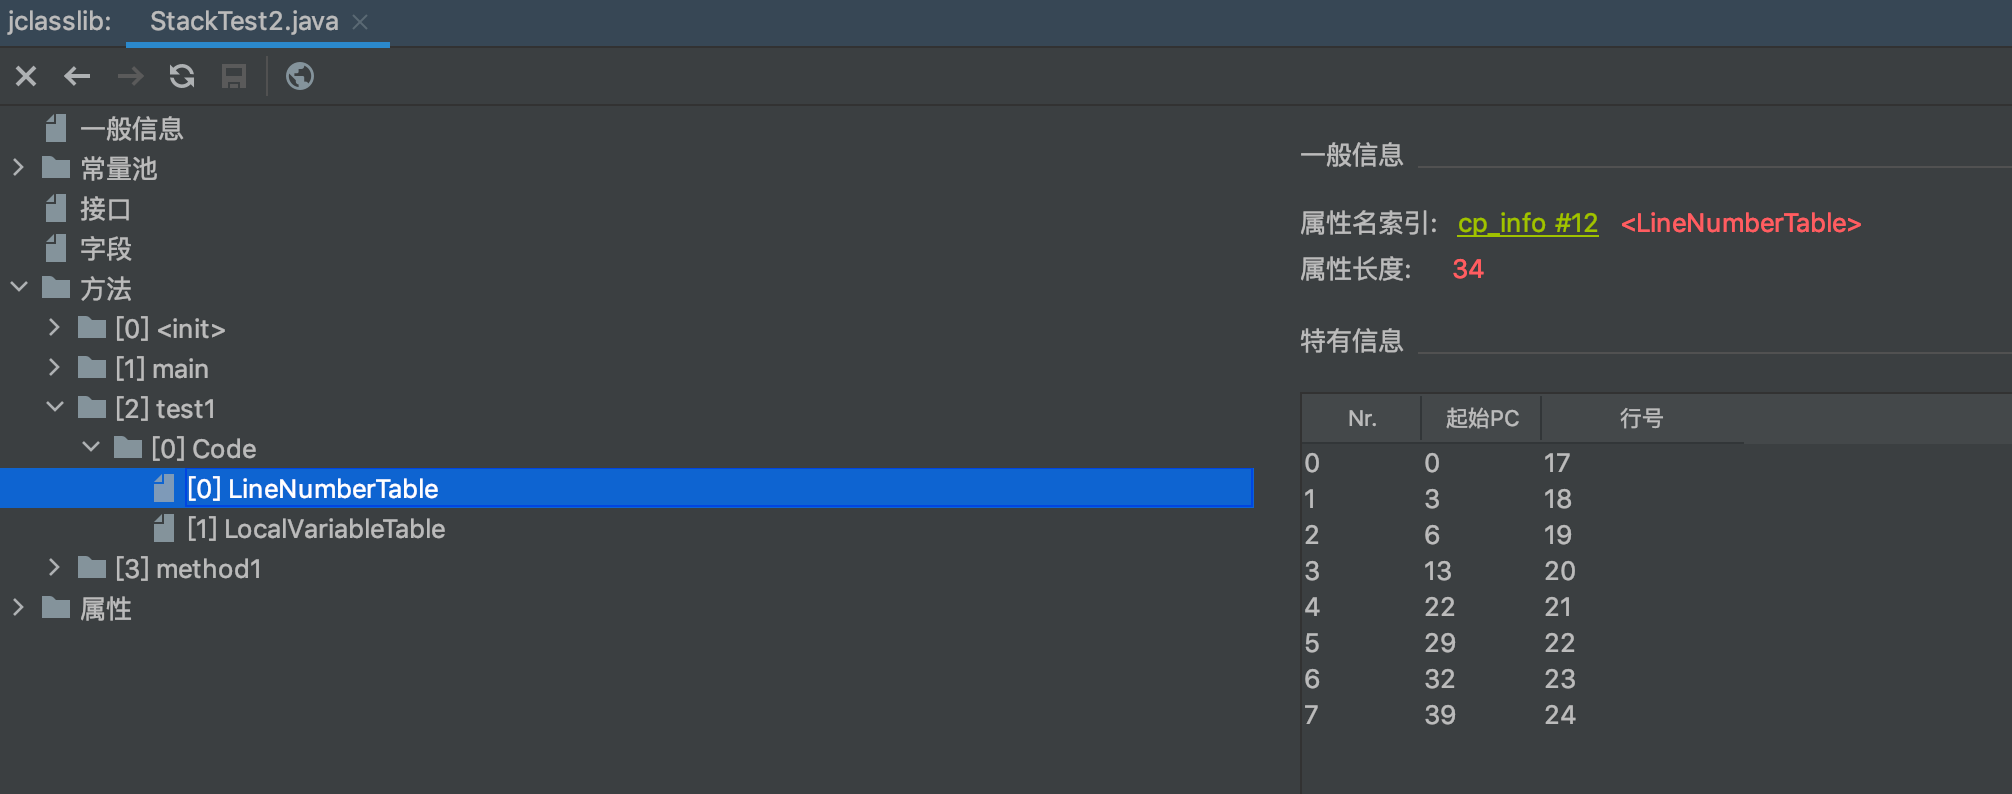 jclasslib: StackTest2.java
一般信息
常量池
接口
字段
方法
[0] <init>
[1] main
[2] test1
[0] Code
[0] LineNumberTable
[1] LocalVariableTable
[3] method1
属性
一般信息
属性名索引: cp_info #12 <LineNumberTable>
属性长度: 34
特有信息
Nr. 起始PC 行号
0 0 17
1 3 18
2 6 19
3 13 20
4 22 21
5 29 22
6 32 23
7 39 24